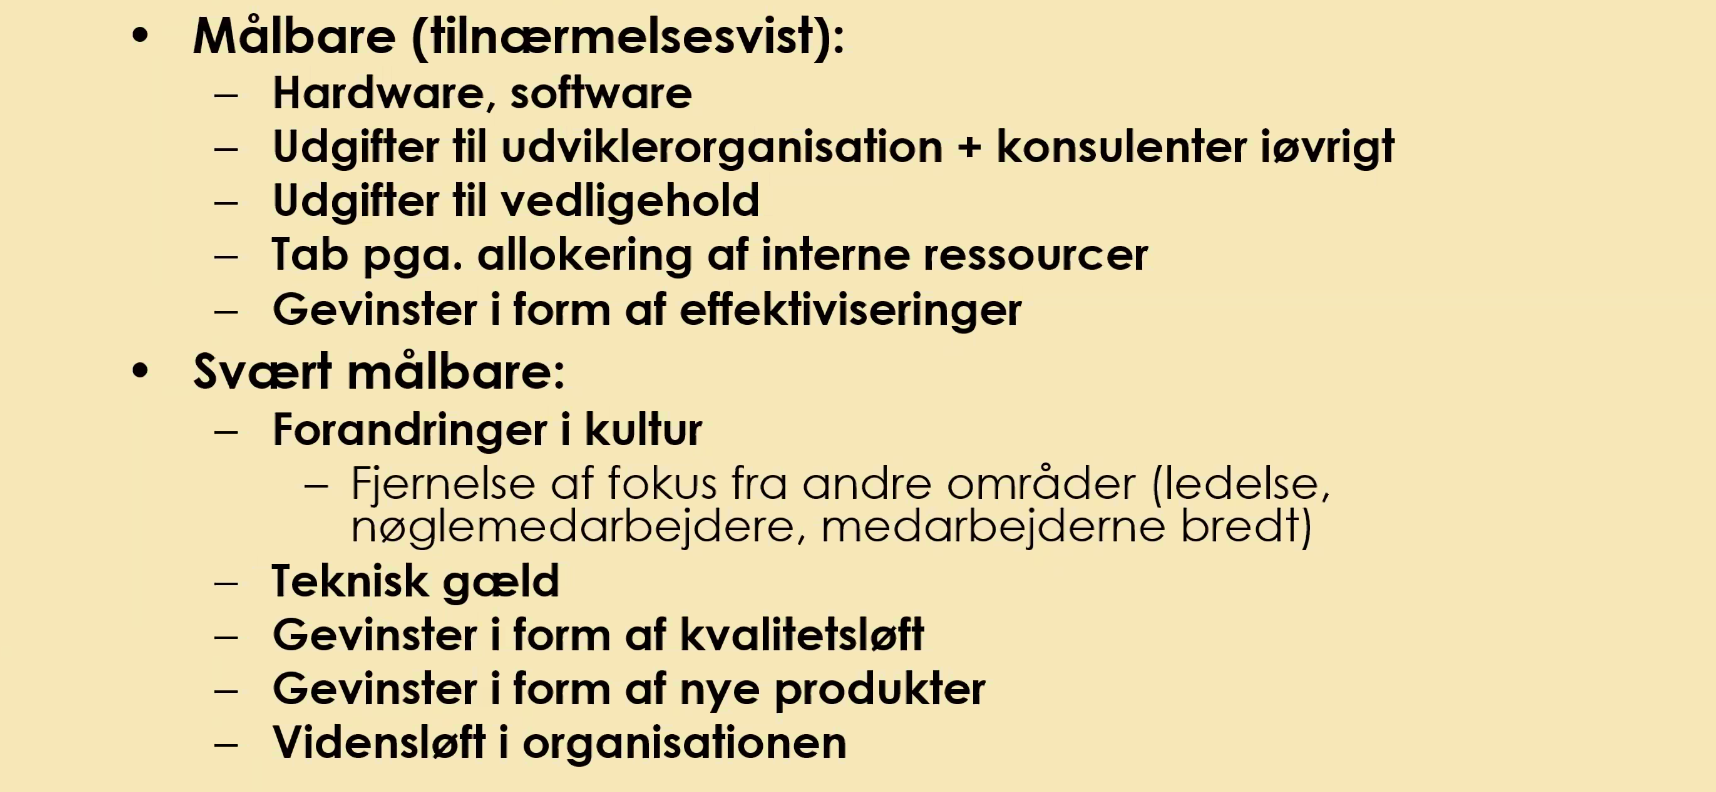 • Målbare (tilnærmelsesvist):
– Hardware, software
– Udgifter til udviklerorganisation + konsulenter iøvrigt
– Udgifter til vedligehold
– Tab pga. allokering af interne ressourcer
– Gevinster i form af effektiviseringer
• Svært målbare:
– Forandringer i kultur
– Fjernelse af fokus fra andre områder (ledelse,
nøglemedarbejdere, medarbejderne bredt)
– Teknisk gæld
– Gevinster i form af kvalitetsløft
– Gevinster i form af nye produkter
– Vidensløft i organisationen